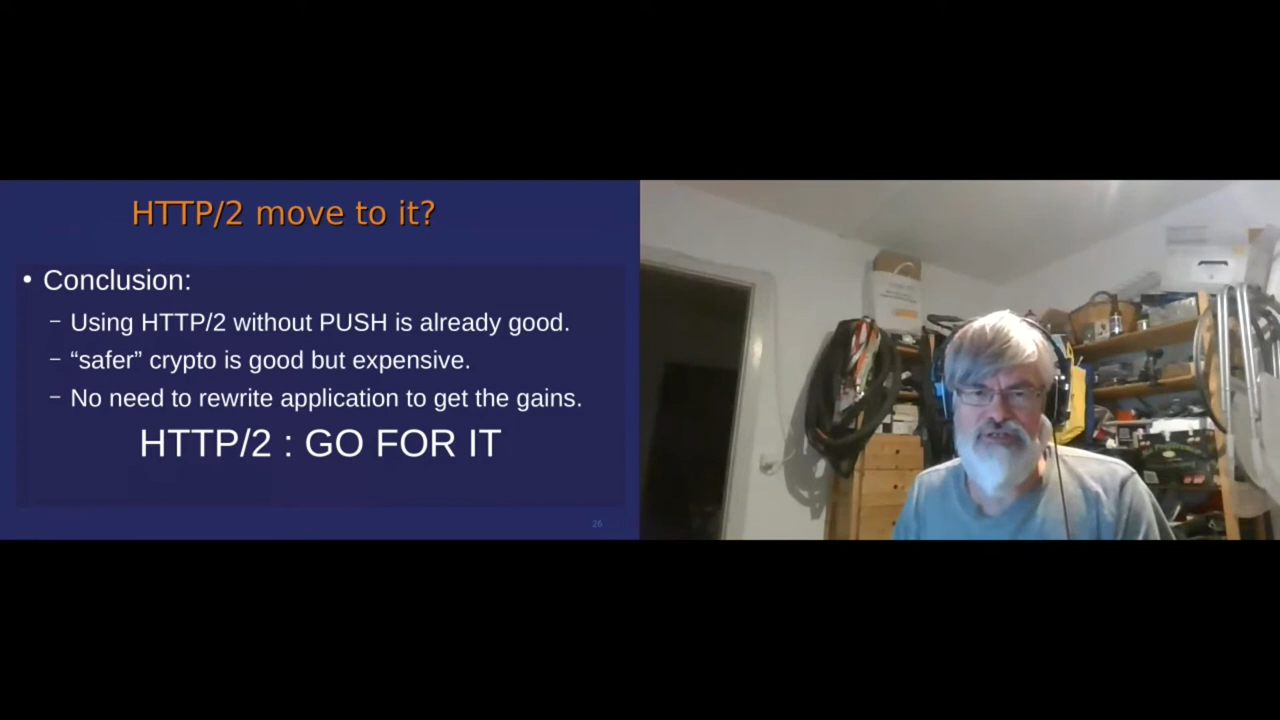 HTTP/2 move to it?
• Conclusion:
– Using HTTP/2 without PUSH is already good.
– “safer” crypto is good but expensive.
– No need to rewrite application to get the gains.
HTTP/2 : GO FOR IT
26